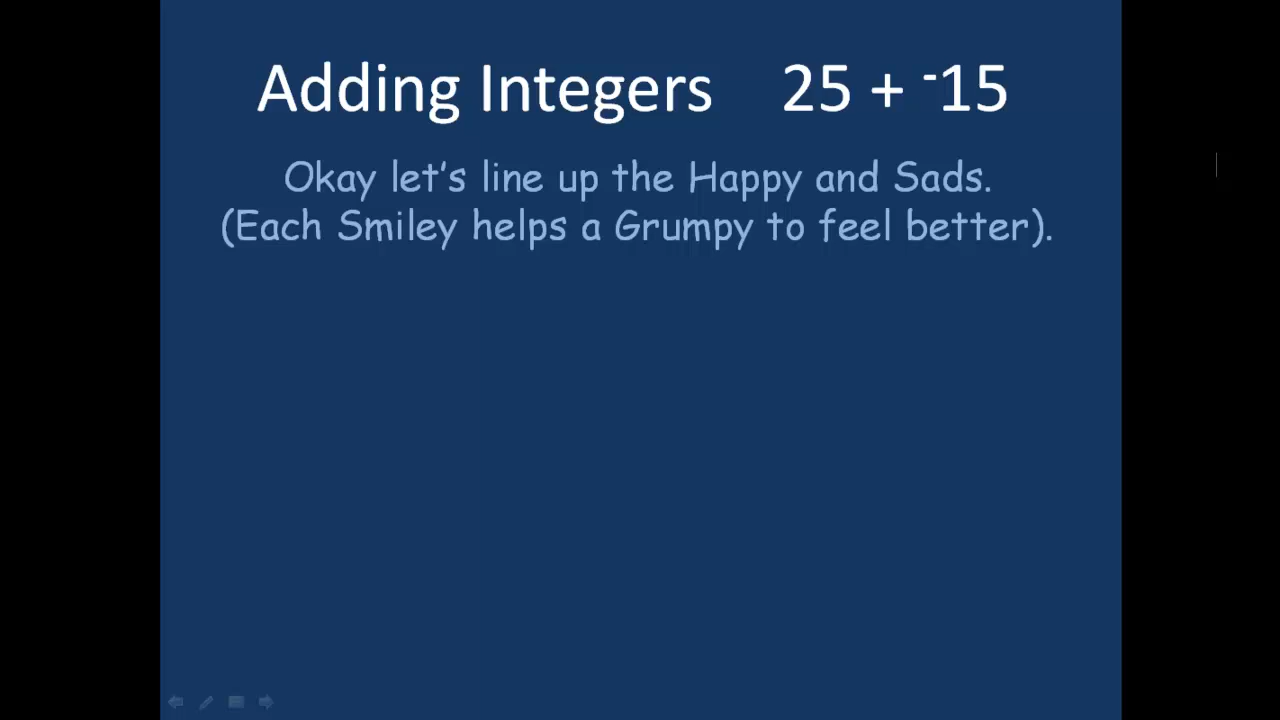 Adding Integers 25 + ⁻15
Okay let's line up the Happy and Sads.
(Each Smiley helps a Grumpy to feel better).